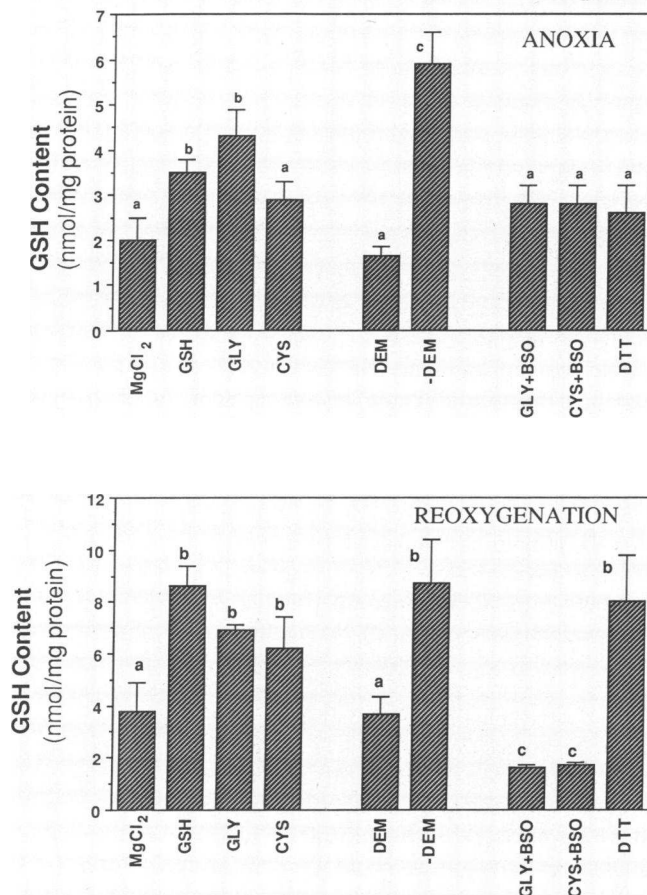 7
6
5
4
3
2
1
0
GSH Content
(nmol/mg protein)
ANOXIA
a
b
b
a
a
c
a
a
a
MgCl2
GSH
GLY
CYS
DEM
-DEM
GLY+BSO
CYS+BSO
DTT
12
10
8
6
4
2
0
GSH Content
(nmol/mg protein)
REOXYGENATION
a
b
b
b
a
b
c
c
b
MgCl2
GSH
GLY
CYS
DEM
-DEM
GLY+BSO
CYS+BSO
DTT